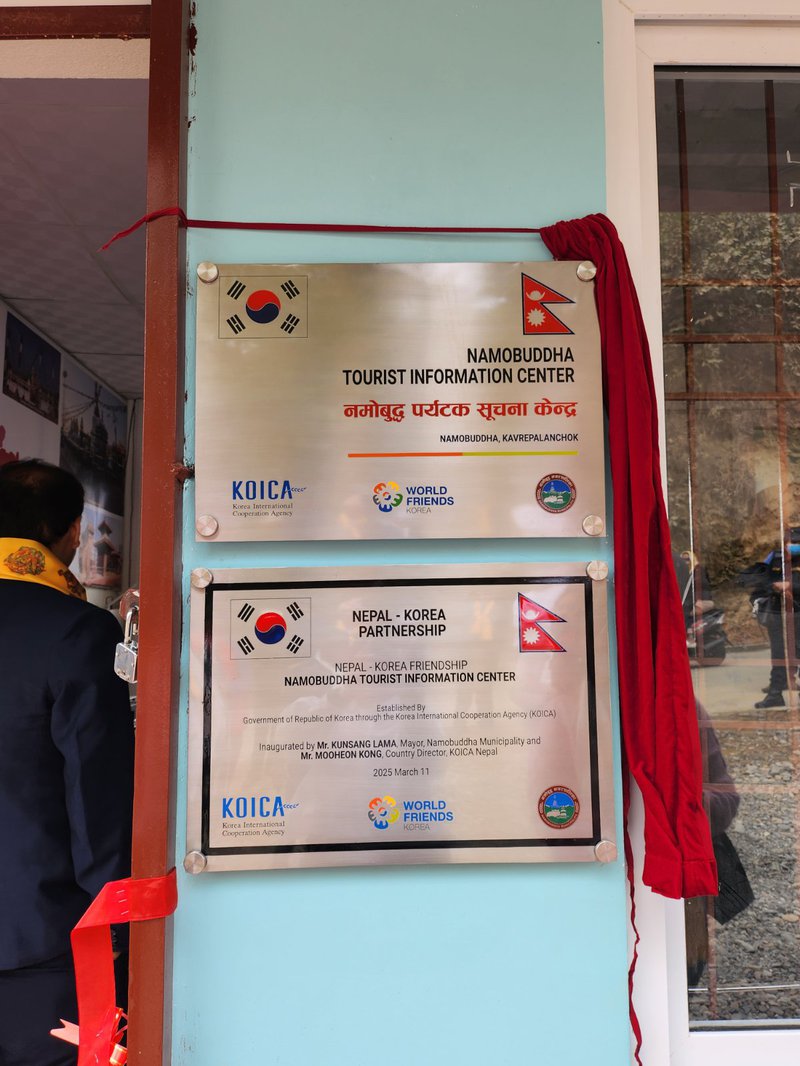 NAMOBUDDHA
TOURIST INFORMATION CENTER
नमोबुद्ध पर्यटक सूचना केन्द्र
NAMOBUDDHA, KAVREPALANCHOK
KOICA
Korea International
Cooperation Agency
WORLD
FRIENDS
KOREA
NEPAL - KOREA
PARTNERSHIP
NEPAL - KOREA FRIENDSHIP
NAMOBUDDHA TOURIST INFORMATION CENTER
Established By
Government of Republic of Korea through the Korea International Cooperation Agency (KOICA)
Inaugurated by Mr. KUNSANG LAMA, Mayor, Namobuddha Municipality and
Mr. MOOHEON KONG, Country Director, KOICA Nepal
2025 March 11
KOICA
Korea International
Cooperation Agency
WORLD
FRIENDS
KOREA